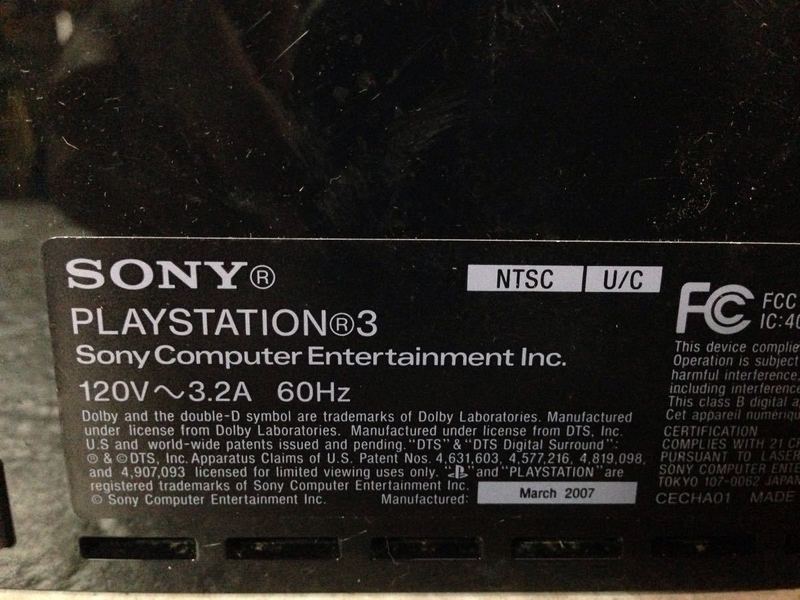 SONY®
NTSC U/C
PLAYSTATION®3
Sony Computer Entertainment Inc.
120V～3.2A 60Hz
Dolby and the double-D symbol are trademarks of Dolby Laboratories. Manufactured
under license from Dolby Laboratories. Manufactured under license from DTS, Inc.
U.S and world-wide patents issued and pending. "DTS" & "DTS Digital Surround" :
® & © DTS, Inc. Apparatus Claims of U.S. Patent Nos. 4,631,603, 4,577,216, 4,819,098,
and 4,907,093 licensed for limited viewing uses only. "PS" and "PLAYSTATION" are
registered trademarks of Sony Computer Entertainment Inc.
© Sony Computer Entertainment Inc. Manufactured: March 2007
FC
FCC
IC:
This device
Operation is subject
harmful interference,
including interference
This class B digital
Cet appareil
CERTIFICATION
COMPLIES WITH 21
PURSUANT TO LASER
SONY COMPUTER
TOKYO 107-0062 JAPAN
CECHA01 MADE